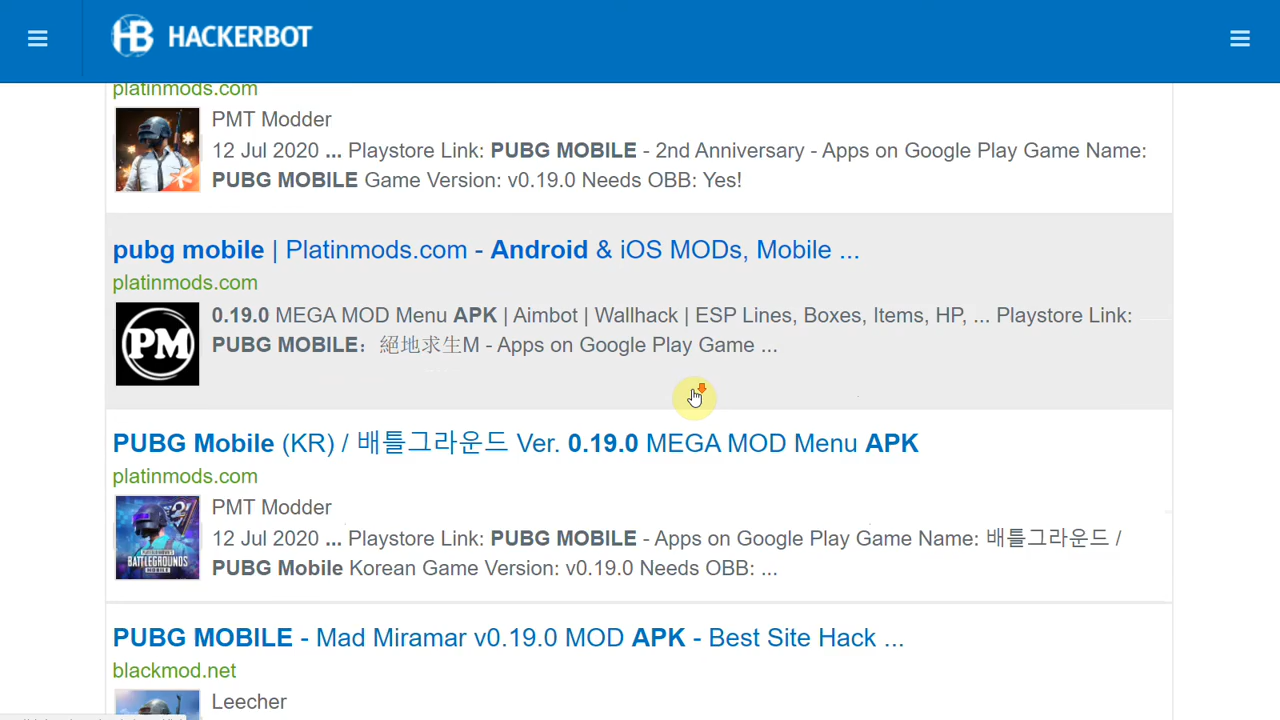 HB HACKERBOT
platinmods.com
PMT Modder
12 Jul 2020 ... Playstore Link: PUBG MOBILE - 2nd Anniversary - Apps on Google Play Game Name:
PUBG MOBILE Game Version: v0.19.0 Needs OBB: Yes!
pubg mobile | Platinmods.com - Android & iOS MODs, Mobile ...
platinmods.com
PM
0.19.0 MEGA MOD Menu APK | Aimbot | Wallhack | ESP Lines, Boxes, Items, HP, ... Playstore Link:
PUBG MOBILE：絕地求生M - Apps on Google Play Game ...
PUBG Mobile (KR) / 배틀그라운드 Ver. 0.19.0 MEGA MOD Menu APK
platinmods.com
PMT Modder
12 Jul 2020 ... Playstore Link: PUBG MOBILE - Apps on Google Play Game Name: 배틀그라운드 /
BATTLEGROUNDS
PUBG Mobile Korean Game Version: v0.19.0 Needs OBB: ...
PUBG MOBILE - Mad Miramar v0.19.0 MOD APK - Best Site Hack ...
blackmod.net
Leecher